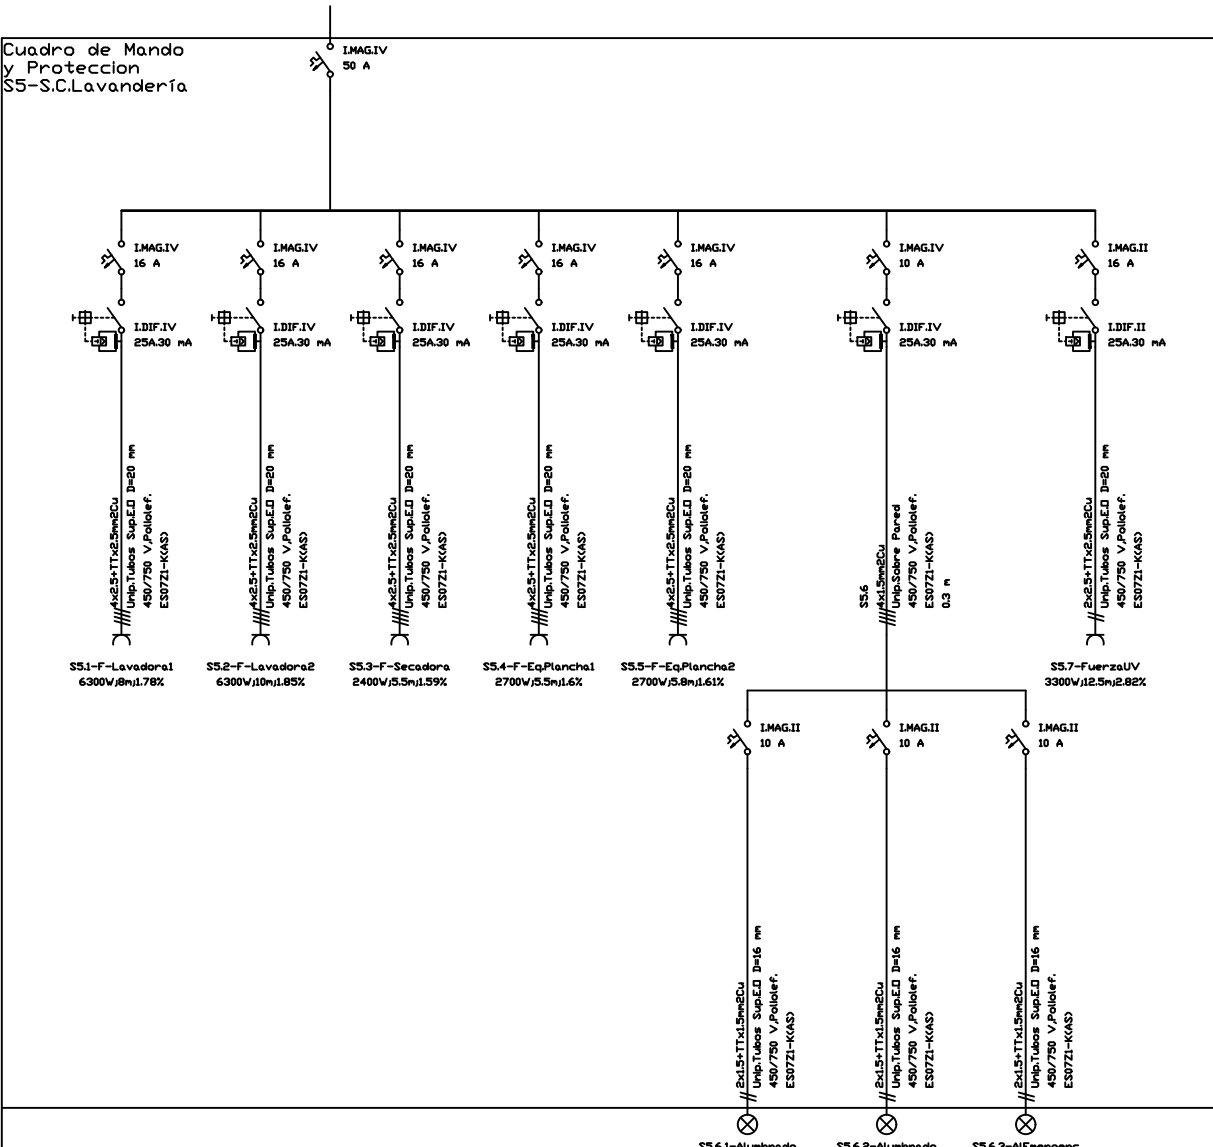 Cuadro de Mando
y Proteccion
S5-S.C.Lavandería
I.MAG.IV
50 A
I.MAG.IV
16 A
I.DIF.IV
25A.30 mA
4x2.5+TTx2.5mm2Cu
Unip.Tubos Sup.E.O D=20 mm
450/750 V,Poliolef.
ES07Z1-K(AS)
S5.1-F-Lavadora1
6300W;8m;1.78%
I.MAG.IV
16 A
I.DIF.IV
25A.30 mA
4x2.5+TTx2.5mm2Cu
Unip.Tubos Sup.E.O D=20 mm
450/750 V,Poliolef.
ES07Z1-K(AS)
S5.2-F-Lavadora2
6300W;10m;1.85%
I.MAG.IV
16 A
I.DIF.IV
25A.30 mA
4x2.5+TTx2.5mm2Cu
Unip.Tubos Sup.E.O D=20 mm
450/750 V,Poliolef.
ES07Z1-K(AS)
S5.3-F-Secadora
2400W;5.5m;1.59%
I.MAG.IV
16 A
I.DIF.IV
25A.30 mA
4x2.5+TTx2.5mm2Cu
Unip.Tubos Sup.E.O D=20 mm
450/750 V,Poliolef.
ES07Z1-K(AS)
S5.4-F-Eq.Plancha1
2700W;5.5m;1.6%
I.MAG.IV
16 A
I.DIF.IV
25A.30 mA
4x2.5+TTx2.5mm2Cu
Unip.Tubos Sup.E.O D=20 mm
450/750 V,Poliolef.
ES07Z1-K(AS)
S5.5-F-Eq.Plancha2
2700W;5.8m;1.61%
I.MAG.IV
10 A
I.DIF.IV
25A.30 mA
S5.6
4x1.5mm2Cu
Unip.Sobre Pared
450/750 V,Poliolef.
ES07Z1-K(AS)
0.3 m
I.MAG.II
16 A
I.DIF.II
25A.30 mA
2x2.5+TTx2.5mm2Cu
Unip.Tubos Sup.E.O D=20 mm
450/750 V,Poliolef.
ES07Z1-K(AS)
S5.7-FuerzaUV
3300W;12.5m;2.82%
I.MAG.II
10 A
2x1.5+TTx1.5mm2Cu
Unip.Tubos Sup.E.O D=16 mm
450/750 V,Poliolef.
ES07Z1-K(AS)
S5.6.1-Alumbrado
I.MAG.II
10 A
2x1.5+TTx1.5mm2Cu
Unip.Tubos Sup.E.O D=16 mm
450/750 V,Poliolef.
ES07Z1-K(AS)
S5.6.2-Alumbrado
I.MAG.II
10 A
2x1.5+TTx1.5mm2Cu
Unip.Tubos Sup.E.O D=16 mm
450/750 V,Poliolef.
ES07Z1-K(AS)
S5.6.3-AlEmergenc